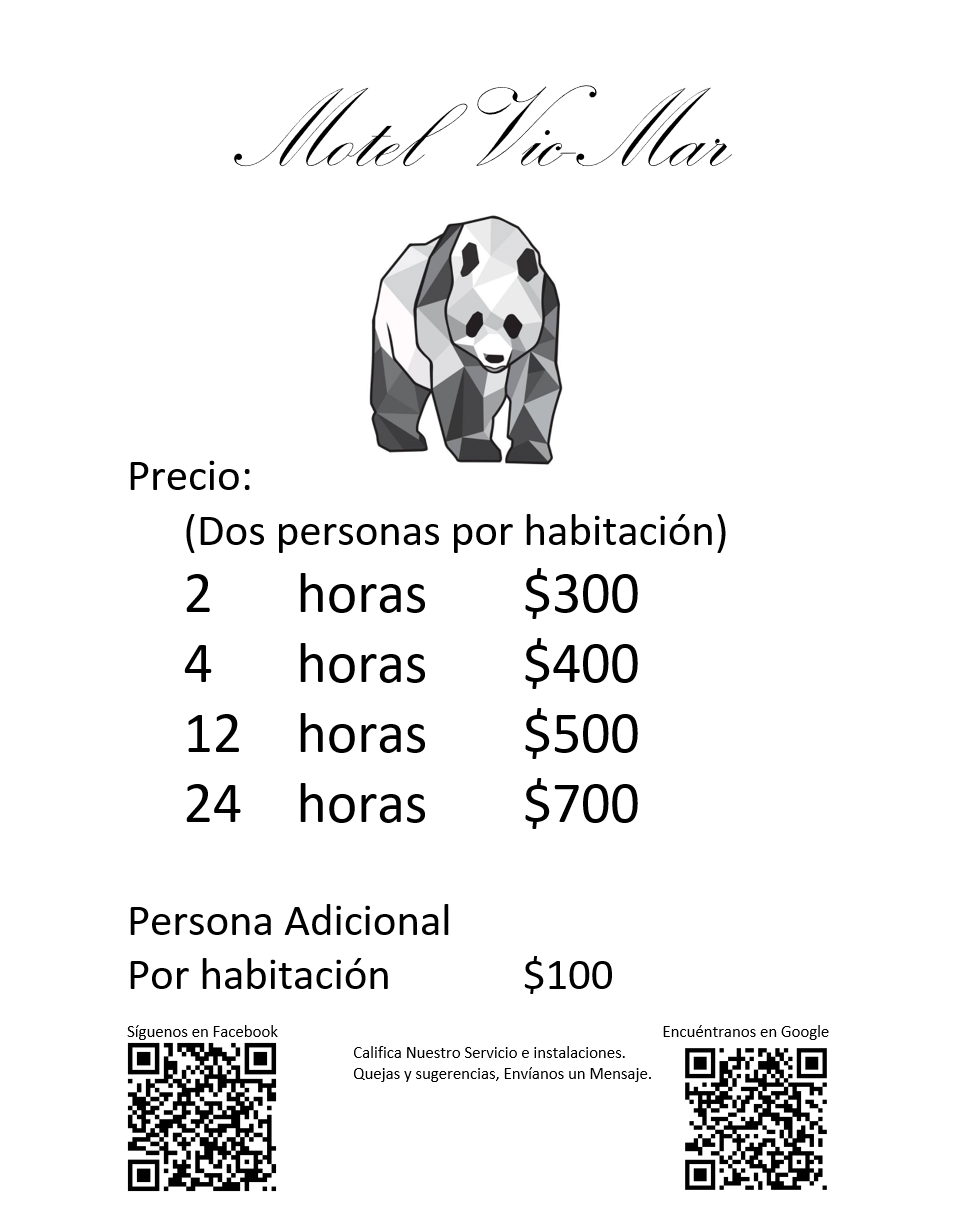 Motel Vic-Mar
Precio:
(Dos personas por habitación)
2 horas $300
4 horas $400
12 horas $500
24 horas $700
Persona Adicional
Por habitación $100
Síguenos en Facebook
Encuéntranos en Google
Califica Nuestro Servicio e instalaciones.
Quejas y sugerencias, Envíanos un Mensaje.